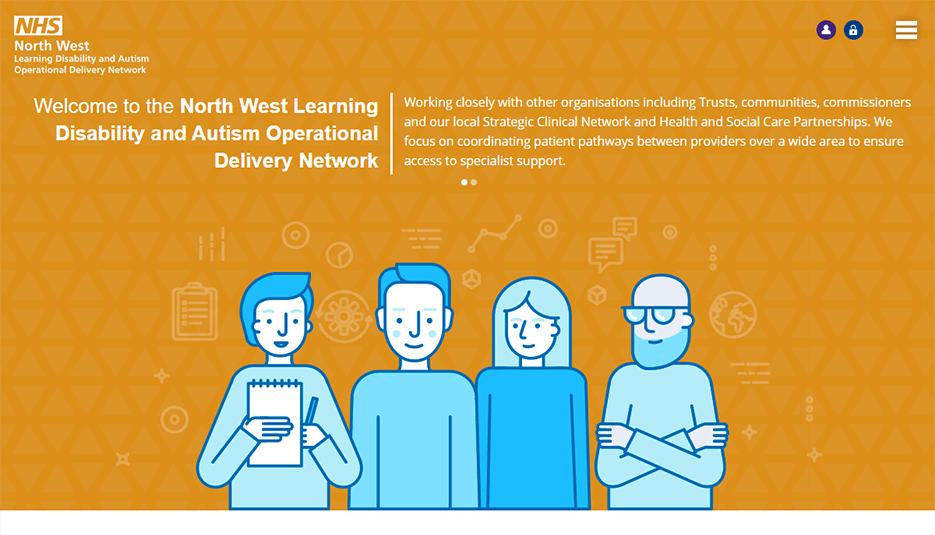 NHS
North West
Learning Disability and Autism
Operational Delivery Network
Welcome to the North West Learning
Disability and Autism Operational
Delivery Network
Working closely with other organisations including Trusts, communities, commissioners
and our local Strategic Clinical Network and Health and Social Care Partnerships. We
focus on coordinating patient pathways between providers over a wide area to ensure
access to specialist support.